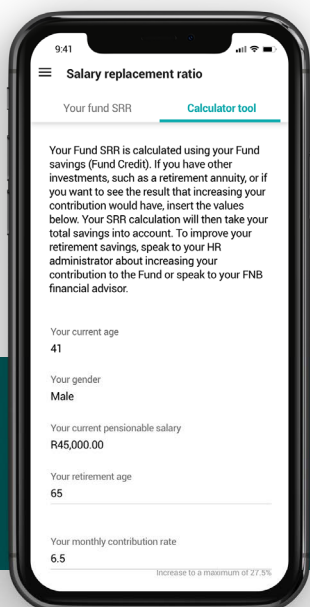 9:41
Salary replacement ratio
Your fund SRR
Calculator tool
Your Fund SRR is calculated using your Fund
savings (Fund Credit). If you have other
investments, such as a retirement annuity, or if
you want to see the result that increasing your
contribution would have, insert the values
below. Your SRR calculation will then take your
total savings into account. To improve your
retirement savings, speak to your HR
administrator about increasing your
contribution to the Fund or speak to your FNB
financial advisor.
Your current age
41
Your gender
Male
Your current pensionable salary
R45,000.00
Your retirement age
65
Your monthly contribution rate
6.5
Increase to a maximum of 27.5%